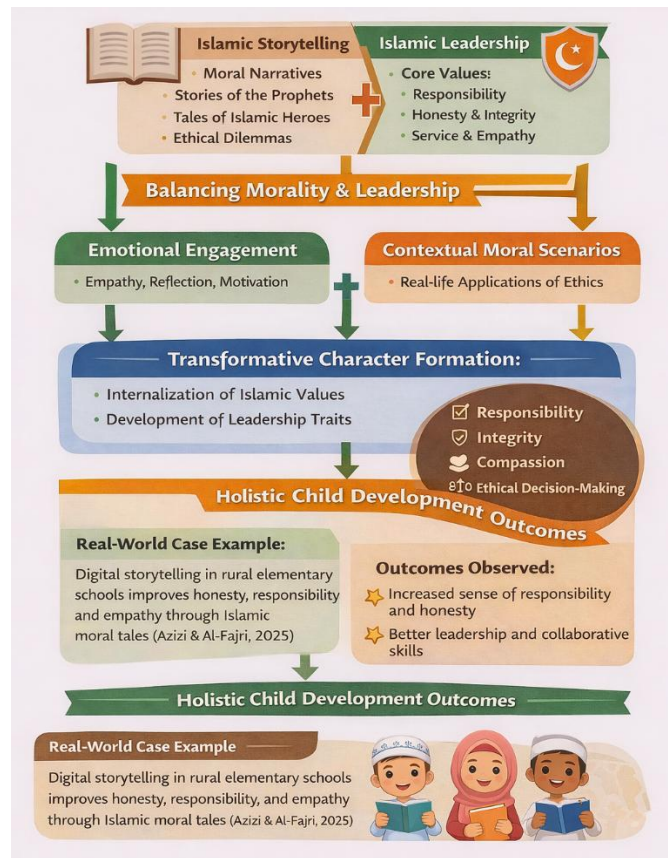 Islamic Storytelling
Moral Narratives
Stories of the Prophets
Tales of Islamic Heroes
Ethical Dilemmas
Islamic Leadership
Core Values:
Responsibility
Honesty & Integrity
Service & Empathy
Balancing Morality & Leadership
Emotional Engagement
Empathy, Reflection, Motivation
Contextual Moral Scenarios
Real-life Applications of Ethics
Transformative Character Formation:
Internalization of Islamic Values
Development of Leadership Traits
Responsibility
Integrity
Compassion
Ethical Decision-Making
Holistic Child Development Outcomes
Real-World Case Example:
Digital storytelling in rural elementary
schools improves honesty, responsibility
and empathy through Islamic
moral tales (Azizi & Al-Fajri, 2025)
Outcomes Observed:
Increased sense of responsibility
and honesty
Better leadership and collaborative
skills
Holistic Child Development Outcomes
Real-World Case Example
Digital storytelling in rural elementary schools
improves honesty, responsibility, and empathy
through Islamic moral tales (Azizi & Al-Fajri, 2025)